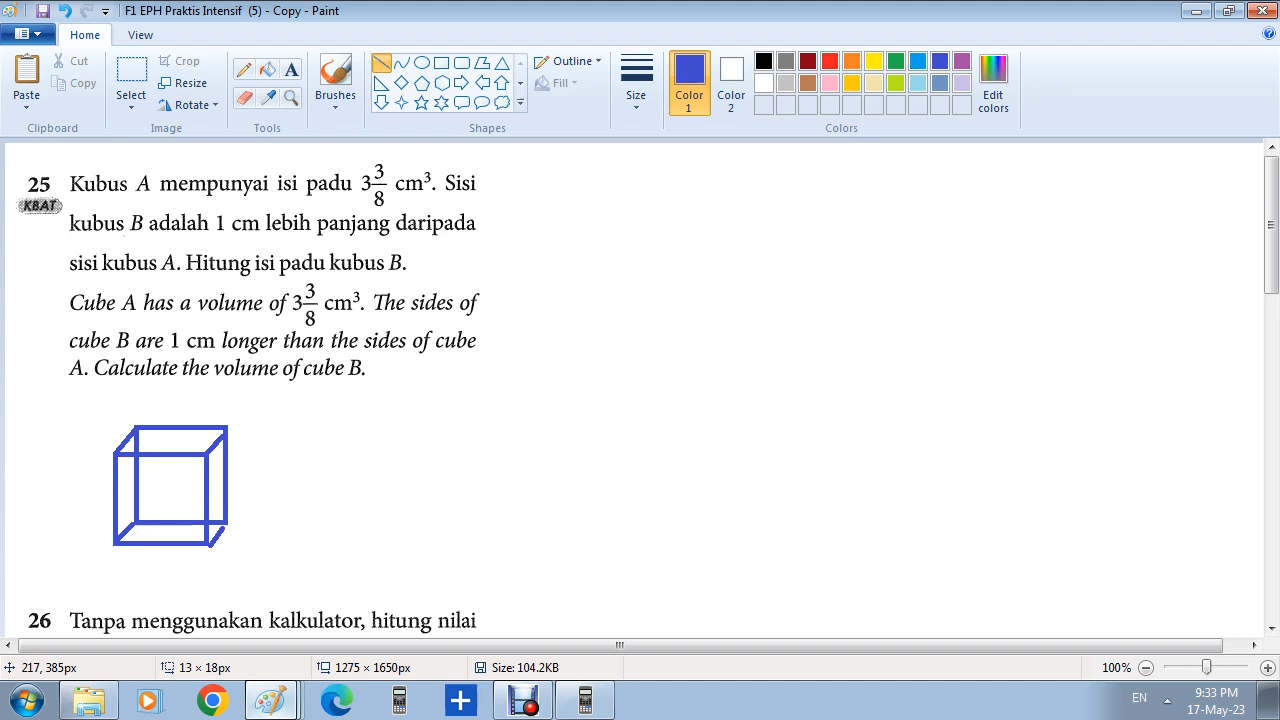 F1 EPH Praktis Intensif (5) - Copy - Paint
Home View
Paste Cut Copy Select Crop Resize Rotate Brushes Outline Fill Size Color 1 Color 2 Edit colors
Clipboard Image Tools Shapes Colors
25 Kubus A mempunyai isi padu 3 3/8 cm³. Sisi
KBAT
kubus B adalah 1 cm lebih panjang daripada
sisi kubus A. Hitung isi padu kubus B.
Cube A has a volume of 3 3/8 cm³. The sides of
cube B are 1 cm longer than the sides of cube
A. Calculate the volume of cube B.
26 Tanpa menggunakan kalkulator, hitung nilai
217, 385px 13 × 18px 1275 × 1650px Size: 104.2KB 100%
EN 9:33 PM
17-May-23